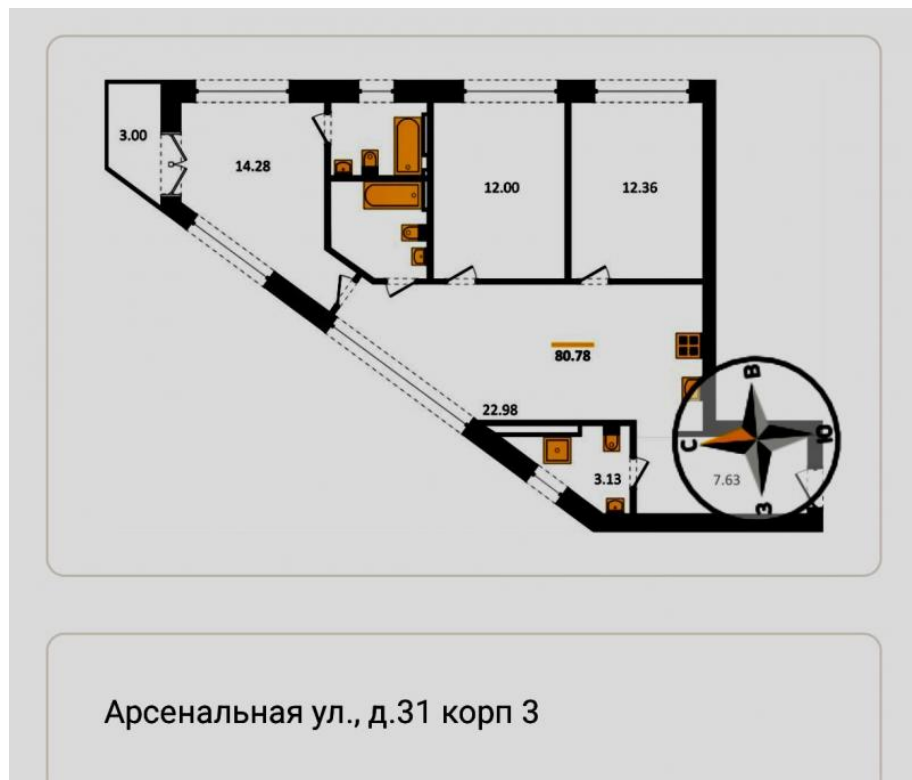 3.00
14.28
12.00
12.36
80.78
22.98
3.13
7.63
В
С
Ю
З
Арсенальная ул., д.31 корп 3